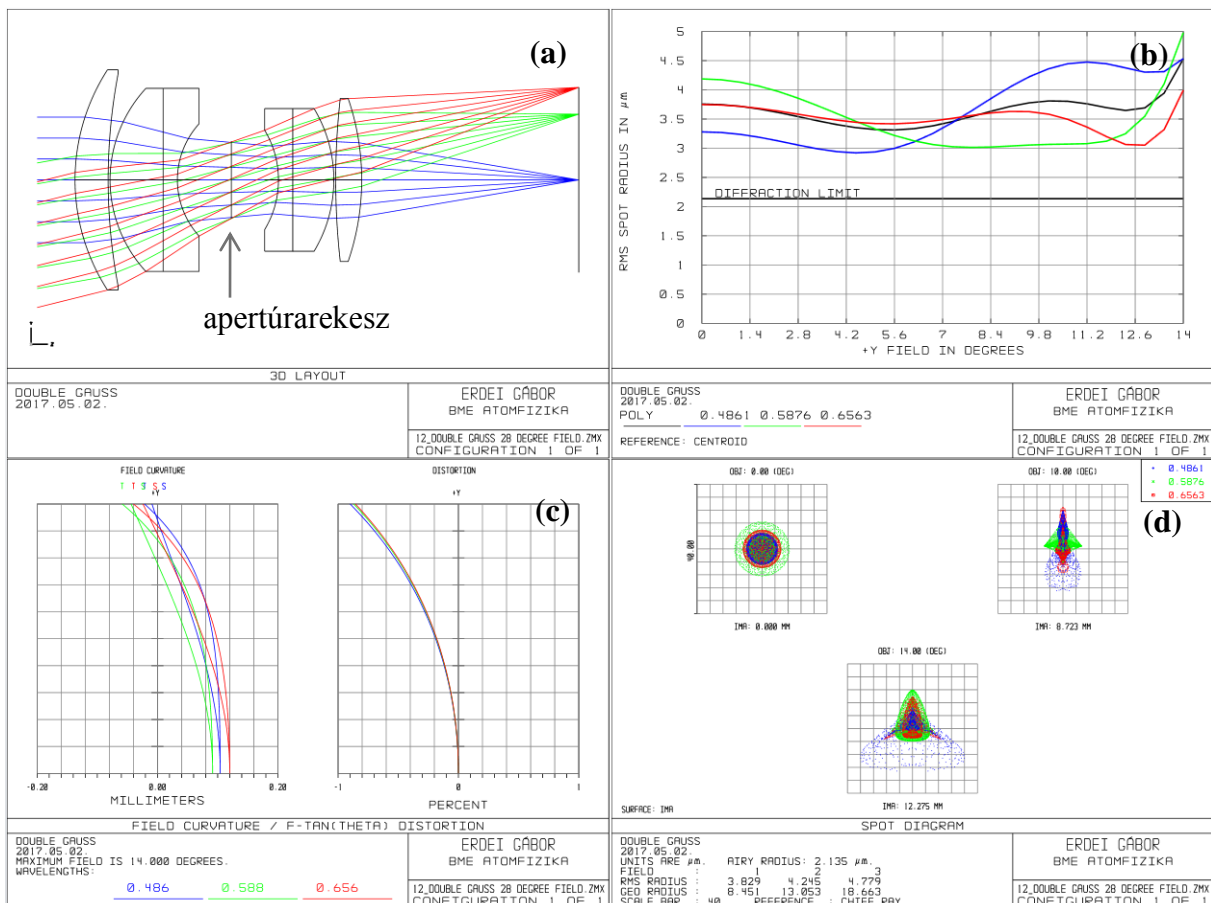 (a)
apertúrarekesz
3D LAYOUT
DOUBLE GAUSS
2017.05.02.
ERDEI GÁBOR
BME ATOMFIZIKA
12_DOUBLE GAUSS 28 DEGREE FIELD.ZMX
CONFIGURATION 1 OF 1
(b)
5
4.5
4
3.5
3
2.5
2
1.5
1
0.5
0
RMS SPOT RADIUS IN µm
DIFFRACTION LIMIT
0 1.4 2.8 4.2 5.6 7 8.4 9.8 11.2 12.6 14
+Y FIELD IN DEGREES
DOUBLE GAUSS
2017.05.02.
POLY 0.4861 0.5876 0.6563
REFERENCE: CENTROID
ERDEI GÁBOR
BME ATOMFIZIKA
12_DOUBLE GAUSS 28 DEGREE FIELD.ZMX
CONFIGURATION 1 OF 1
FIELD CURVATURE
+Y
DISTORTION
+Y
(c)
-0.20 0.00 0.20
MILLIMETERS
-1 0 1
PERCENT
FIELD CURVATURE / F-TAN(THETA) DISTORTION
DOUBLE GAUSS
2017.05.02.
MAXIMUM FIELD IS 14.000 DEGREES.
WAVELENGTHS:
0.486 0.588 0.656
ERDEI GÁBOR
BME ATOMFIZIKA
12_DOUBLE GAUSS 28 DEGREE FIELD.ZMX
CONFIGURATION 1 OF 1
OBJ: 0.00 (DEG)
40.00
IMA: 0.000 MM
OBJ: 10.00 (DEG)
IMA: 8.723 MM
0.4861
0.5876
0.6563
(d)
OBJ: 14.00 (DEG)
IMA: 12.275 MM
SURFACE: IMA
SPOT DIAGRAM
DOUBLE GAUSS
2017.05.02.
UNITS ARE µm. AIRY RADIUS: 2.135 µm.
FIELD : 1 2 3
RMS RADIUS : 3.829 4.245 4.779
GEO RADIUS : 8.451 13.053 18.663
SCALE BAR : 40 REFERENCE : CHIEF RAY
ERDEI GÁBOR
BME ATOMFIZIKA
12_DOUBLE GAUSS 28 DEGREE FIELD.ZMX
CONFIGURATION 1 OF 1